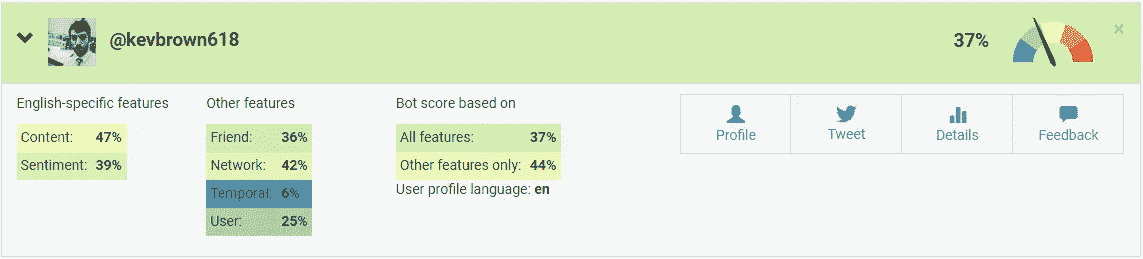 @kevbrown618
37%
×
English-specific features
Content: 47%
Sentiment: 39%
Other features
Friend: 36%
Network: 42%
Temporal: 6%
User: 25%
Bot score based on
All features: 37%
Other features only: 44%
User profile language: en
Profile
Tweet
Details
Feedback